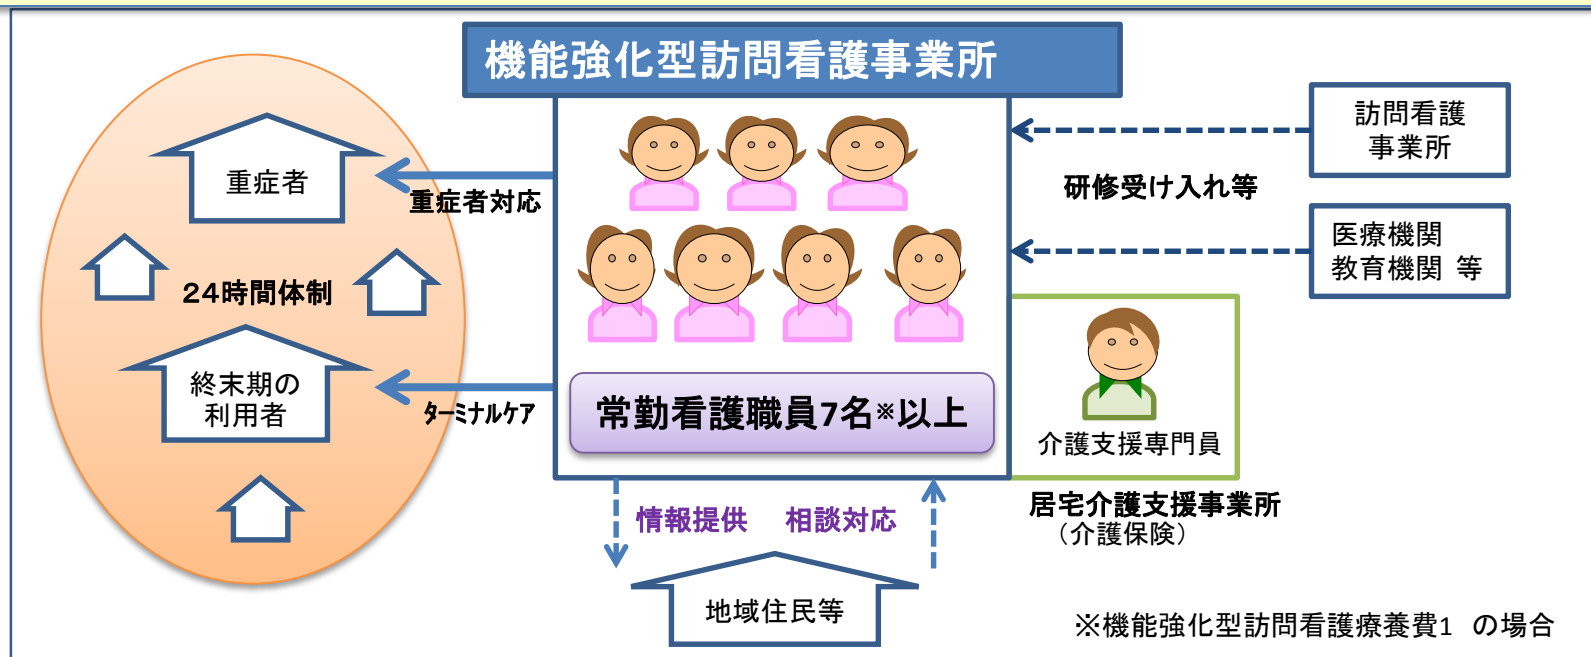 機能強化型訪問看護事業所
重症者
重症者対応
24時間体制
終末期の
利用者
ターミナルケア
常勤看護職員7名※以上
訪問看護
事業所
研修受け入れ等
医療機関
教育機関 等
介護支援専門員
居宅介護支援事業所
（介護保険）
情報提供 相談対応
地域住民等
※機能強化型訪問看護療養費1 の場合